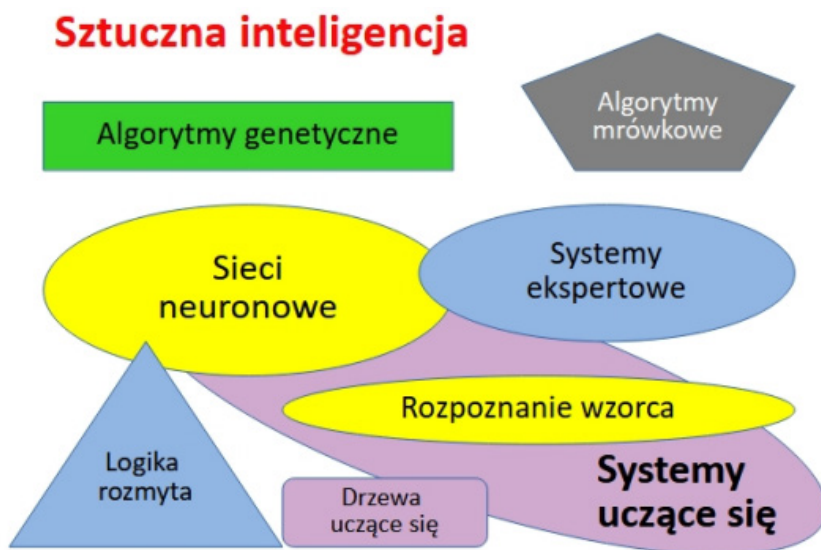 Sztuczna inteligencja
Algorytmy genetyczne
Algorytmy
mrówkowe
Sieci
neuronowe
Systemy
ekspertowe
Rozpoznanie wzorca
Logika
rozmyta
Drzewa
uczące się
Systemy
uczące się